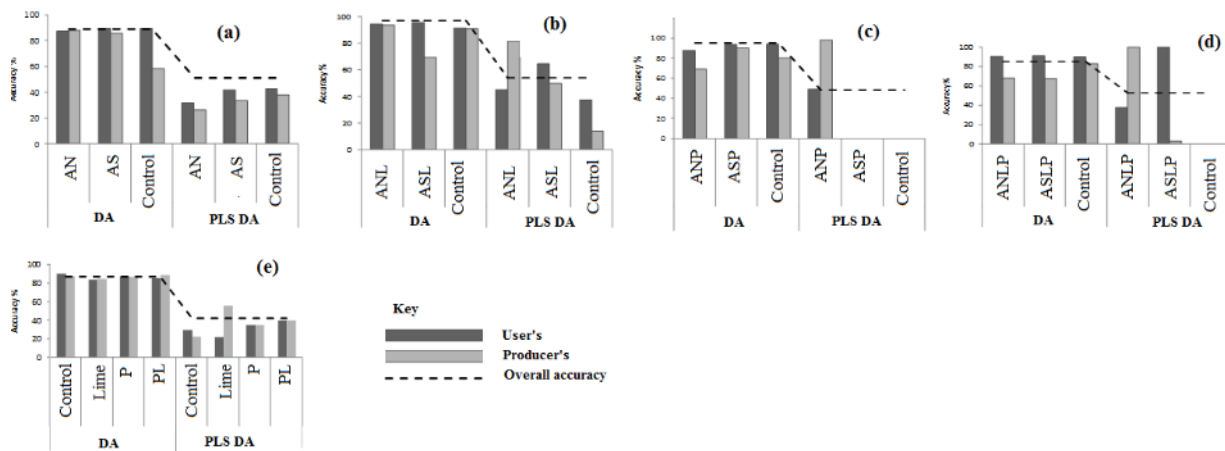 (a)
Accuracy %
100
80
60
40
20
0
AN
AS
Control
AN
AS
Control
DA
PLS DA
(b)
Accuracy%
100
80
60
40
20
0
ANL
ASL
Control
ANL
ASL
Control
DA
PLS DA
(c)
Accuracy %
100
80
60
40
20
0
ANP
ASP
Control
ANP
ASP
Control
DA
PLS DA
(d)
Accuracy%
100
80
60
40
20
0
ANLP
ASLP
Control
ANLP
ASLP
Control
DA
PLS DA
(e)
Accuracy %
100
80
60
40
20
0
Control
Lime
P
PL
Control
Lime
P
PL
DA
PLS DA
Key
User's
Producer's
Overall accuracy